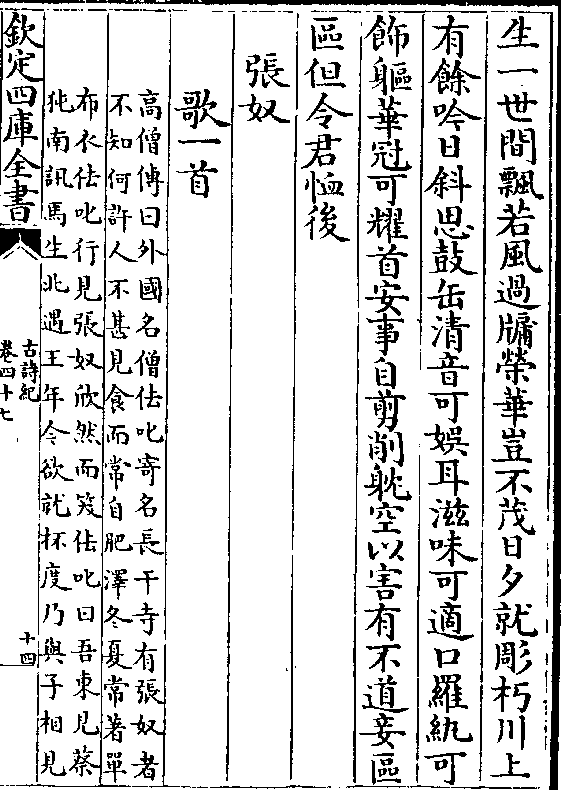 生一世間飄若風過牖榮華豈不茂日夕就彫朽川上
有餘吟日斜思鼓缶清音可娛耳滋味可適口羅紈可
飾軀華冠可耀首安事自剪削躭空以害有不道妾區
區但令君恤後
張奴
歌一首
高僧傳曰外國名僧佉叱寄名長干寺有張奴者
不知何許人不甚見食而常自肥澤冬夏常著單
布衣佉叱行見張奴欣然而笑佉叱曰吾東見蔡
㹠南訊馬生北遇王年今欲就杯度乃與子相見
欽定四庫全書
古詩紀
卷四十七
十四